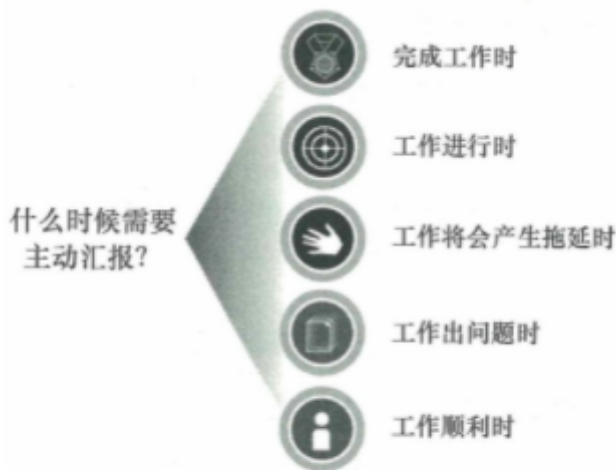 什么时候需要
主动汇报?
完成工作时
工作进行时
工作将会产生拖延时
工作出问题时
工作顺利时